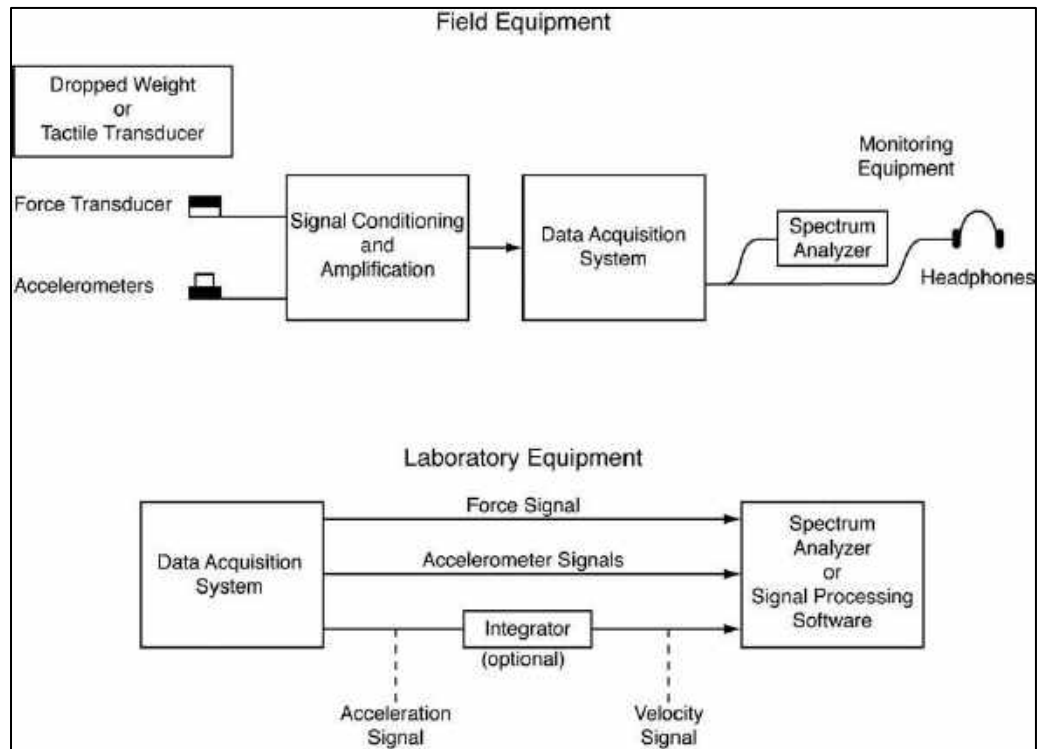 Field Equipment
Dropped Weight
or
Tactile Transducer
Monitoring
Equipment
Force Transducer
Signal Conditioning
and
Amplification
Data Acquisition
System
Spectrum
Analyzer
Accelerometers
Headphones
Laboratory Equipment
Force Signal
Data Acquisition
System
Accelerometer Signals
Spectrum
Analyzer
or
Signal Processing
Software
Integrator
(optional)
Acceleration
Signal
Velocity
Signal